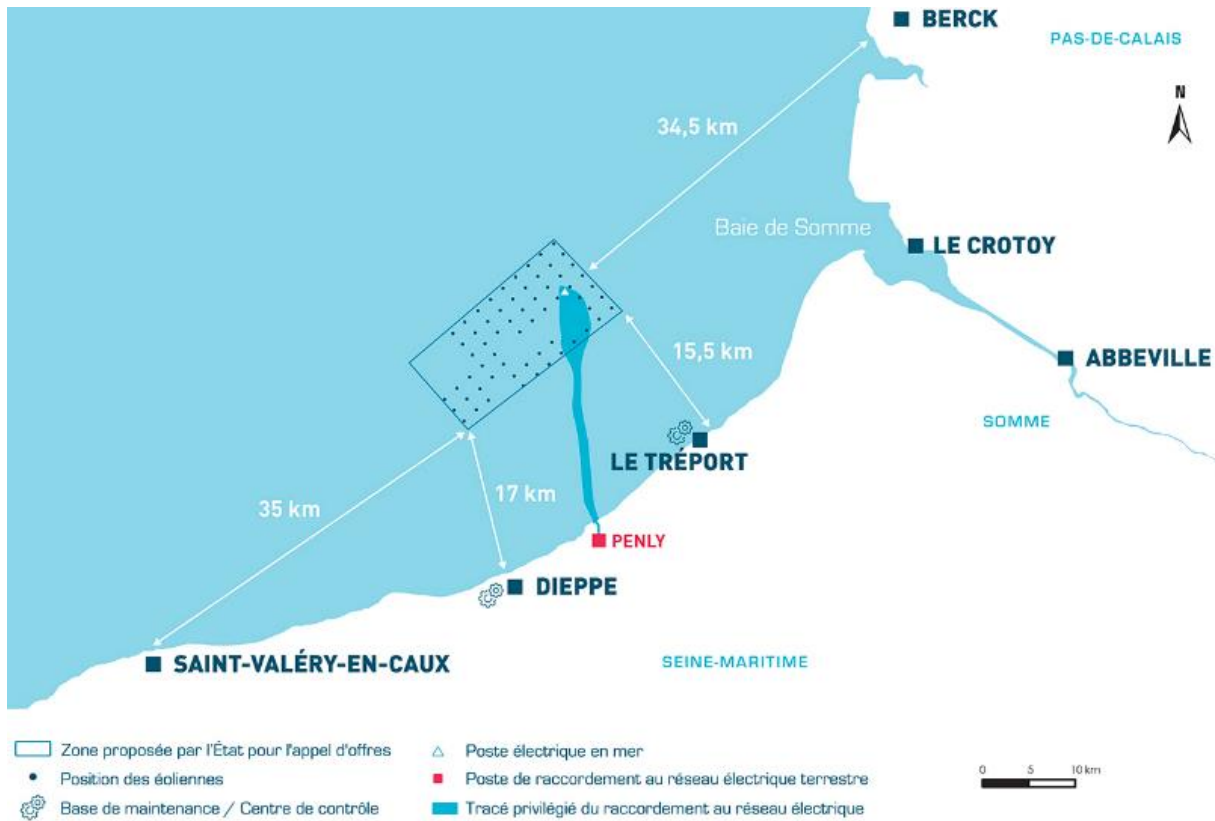 BERCK
PAS-DE-CALAIS
N
34,5 km
Baie de Somme
LE CROTOY
15,5 km
ABBEVILLE
SOMME
LE TRÉPORT
17 km
35 km
PENLY
DIEPPE
SAINT-VALÉRY-EN-CAUX
SEINE-MARITIME
Zone proposée par l'État pour l'appel d'offres
Position des éoliennes
Base de maintenance / Centre de contrôle
Poste électrique en mer
Poste de raccordement au réseau électrique terrestre
Tracé privilégié du raccordement au réseau électrique
0 5 10 km